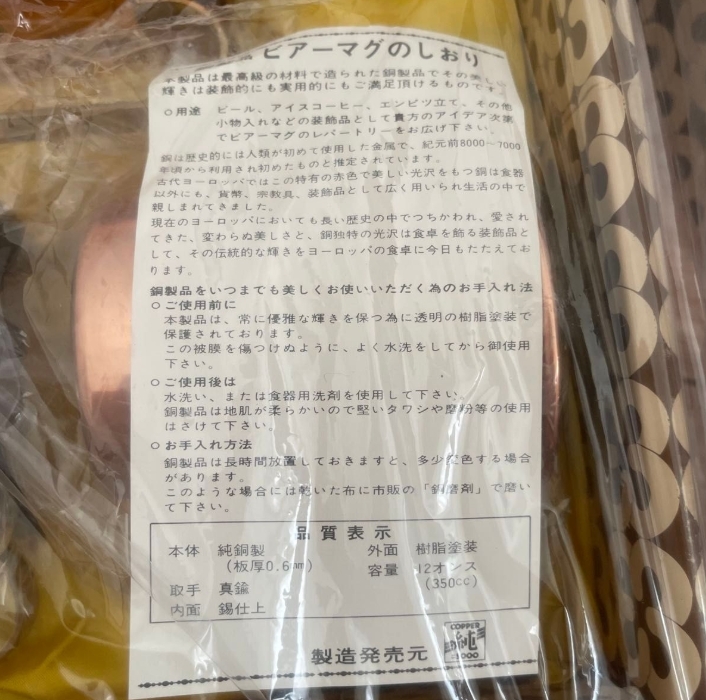 ビアーマグのしおり
本製品は最高級の材料で造られた銅製品でその美し
輝きは装飾的にも実用的にもご満足頂けるものです。
○用途 ビール、アイスコーヒー、エンピツ立て、その他
小物入れなどの装飾品として貴方のアイデア次第
でビアーマグのレパートリーをお広げ下さい。
銅は歴史的には人類が初めて使用した金属で、紀元前8000〜7000
年頃から利用され初めたものと推定されています。
古代ヨーロッパではこの特有の赤色で美しい光沢をもつ銅は食器
以外にも、貨幣、宗教具、装飾品として広く用いられ生活の中で
親しまれてきました。
現在のヨーロッパにおいても長い歴史の中でつちかわれ、愛され
てきた、変わらぬ美しさと、銅独特の光沢は食卓を飾る装飾品と
して、その伝統的な輝きをヨーロッパの食卓に今日もたたえてお
ります。
銅製品をいつまでも美しくお使いいただく為のお手入れ法
○ご使用前に
本製品は、常に優雅な輝きを保つ為に透明の樹脂塗装で
保護されております。
この被膜を傷つけぬように、よく水洗をしてから御使用
下さい。
○ご使用後は
水洗い、または食器用洗剤を使用して下さい。
銅製品は地肌が柔らかいので堅いタワシや磨粉等の使用
はさけて下さい。
○お手入れ方法
銅製品は長時間放置しておきますと、多少変色する場合
があります。
このような場合には乾いた布に市販の「銅磨剤」で磨い
て下さい。
品質表示
本体 純銅製 外面 樹脂塗装
(板厚0.6mm) 容量 12オンス
(350cc)
取手 真鍮
内面 錫仕上
製造発売元
COPPER
純
1000